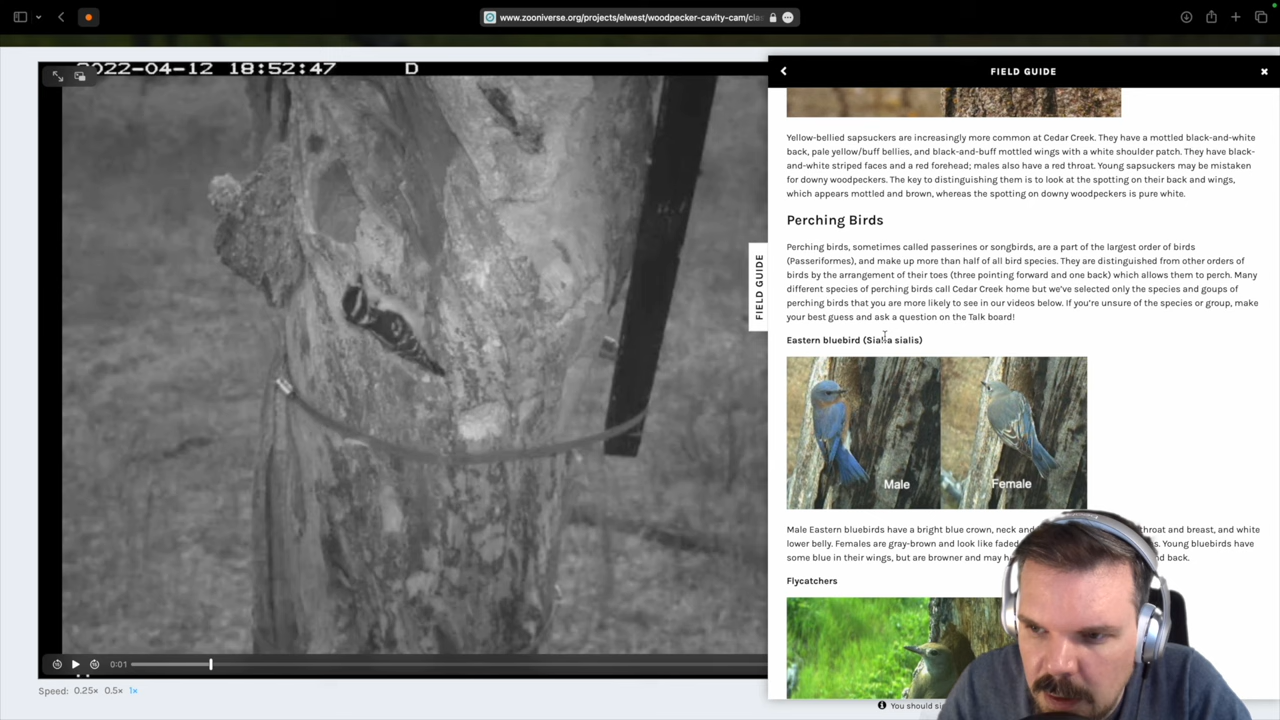 www.zooniverse.org/projects/elwest/woodpecker-cavity-cam/cla
2022-04-12 18:52:47 D
FIELD GUIDE
FIELD GUIDE
Yellow-bellied sapsuckers are increasingly more common at Cedar Creek. They have a mottled black-and-white
back, pale yellow/buff bellies, and black-and-buff mottled wings with a white shoulder patch. They have black-
and-white striped faces and a red forehead; males also have a red throat. Young sapsuckers may be mistaken
for downy woodpeckers. The key to distinguishing them is to look at the spotting on their back and wings,
which appears mottled and brown, whereas the spotting on downy woodpeckers is pure white.
Perching Birds
Perching birds, sometimes called passerines or songbirds, are a part of the largest order of birds
(Passeriformes), and make up more than half of all bird species. They are distinguished from other orders of
birds by the arrangement of their toes (three pointing forward and one back) which allows them to perch. Many
different species of perching birds call Cedar Creek home but we've selected only the species and goups of
perching birds that you are more likely to see in our videos below. If you're unsure of the species or group, make
your best guess and ask a question on the Talk board!
Eastern bluebird (Sialia sialis)
Male
Female
Male Eastern bluebirds have a bright blue crown, neck and throat and breast, and white
lower belly. Females are gray-brown and look like faded Young bluebirds have
some blue in their wings, but are browner and may back.
Flycatchers
0:01
Speed: 0.25x 0.5x 1x
You should